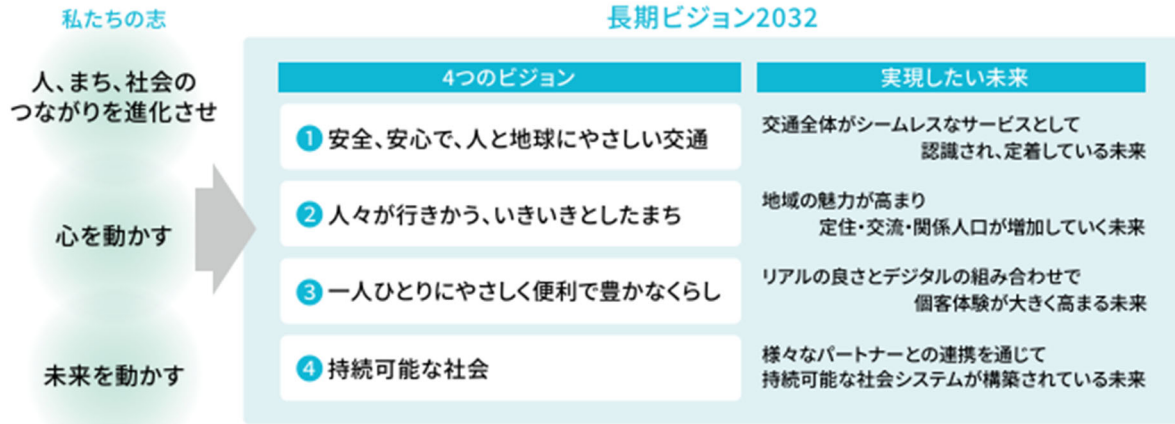 私たちの志
人、まち、社会の
つながりを進化させ
心を動かす
未来を動かす
長期ビジョン2032
4つのビジョン
実現したい未来
❶ 安全、安心で、人と地球にやさしい交通
交通全体がシームレスなサービスとして
認識され、定着している未来
❷ 人々が行きかう、いきいきとしたまち
地域の魅力が高まり
定住・交流・関係人口が増加していく未来
❸ 一人ひとりにやさしく便利で豊かなくらし
リアルの良さとデジタルの組み合わせで
個客体験が大きく高まる未来
❹ 持続可能な社会
様々なパートナーとの連携を通じて
持続可能な社会システムが構築されている未来